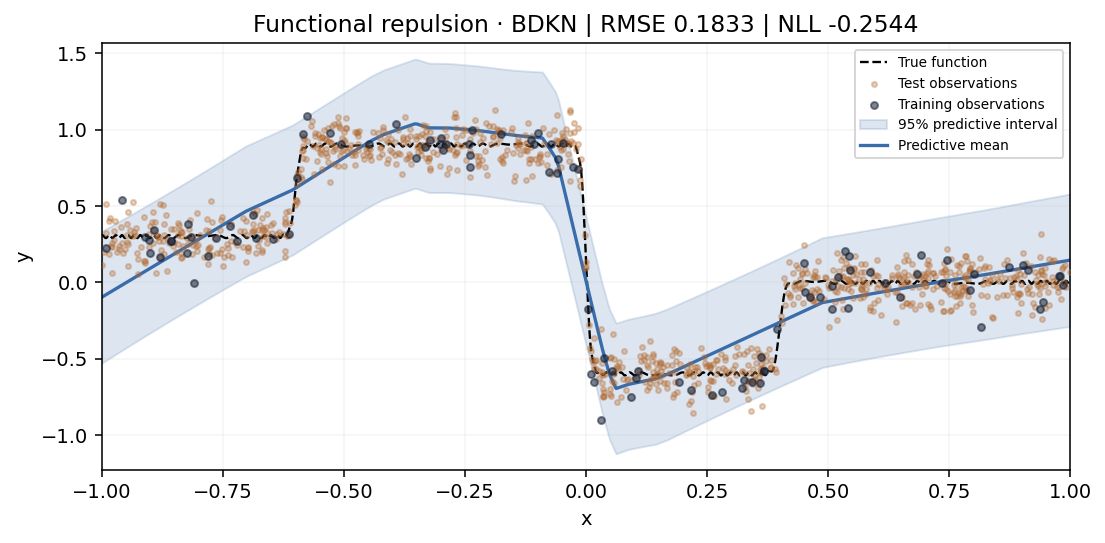 Functional repulsion · BDKN | RMSE 0.1833 | NLL -0.2544
True function
Test observations
Training observations
95% predictive interval
Predictive mean
y
1.5
1.0
0.5
0.0
−0.5
−1.0
−1.00 −0.75 −0.50 −0.25 0.00 0.25 0.50 0.75 1.00
x